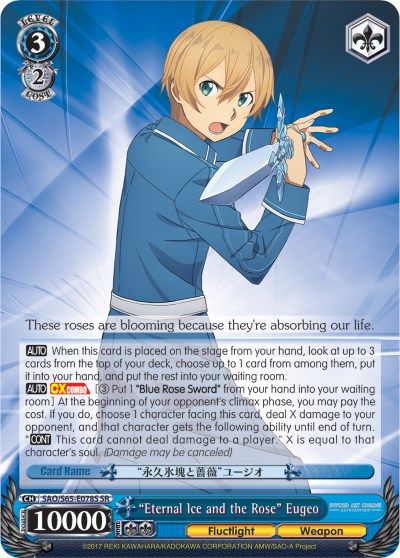 LEVEL
3
2
COST
These roses are blooming because they're absorbing our life.
AUTO When this card is placed on the stage from your hand, look at up to 3
cards from the top of your deck, choose up to 1 card from among them, put
it into your hand, and put the rest into your waiting room.
AUTO CXCOMBO [③ Put 1 "Blue Rose Sword" from your hand into your waiting
room] At the beginning of your opponent's climax phase, you may pay the
cost. If you do, choose 1 character facing this card, deal X damage to your
opponent, and that character gets the following ability until end of turn.
"CONT This card cannot deal damage to a player." X is equal to that
character's soul. (Damage may be canceled)
Card Name
“永久氷塊と薔薇”ユージオ
CH SAO/S65-E078S SR
“Eternal Ice and the Rose” Eugeo
SWORD ART ONLINE
10000
POWER
Fluctlight
Weapon
©2017 REKI KAWAHARA/KADOKAWA CORPORATION AMW/SAO-A Project